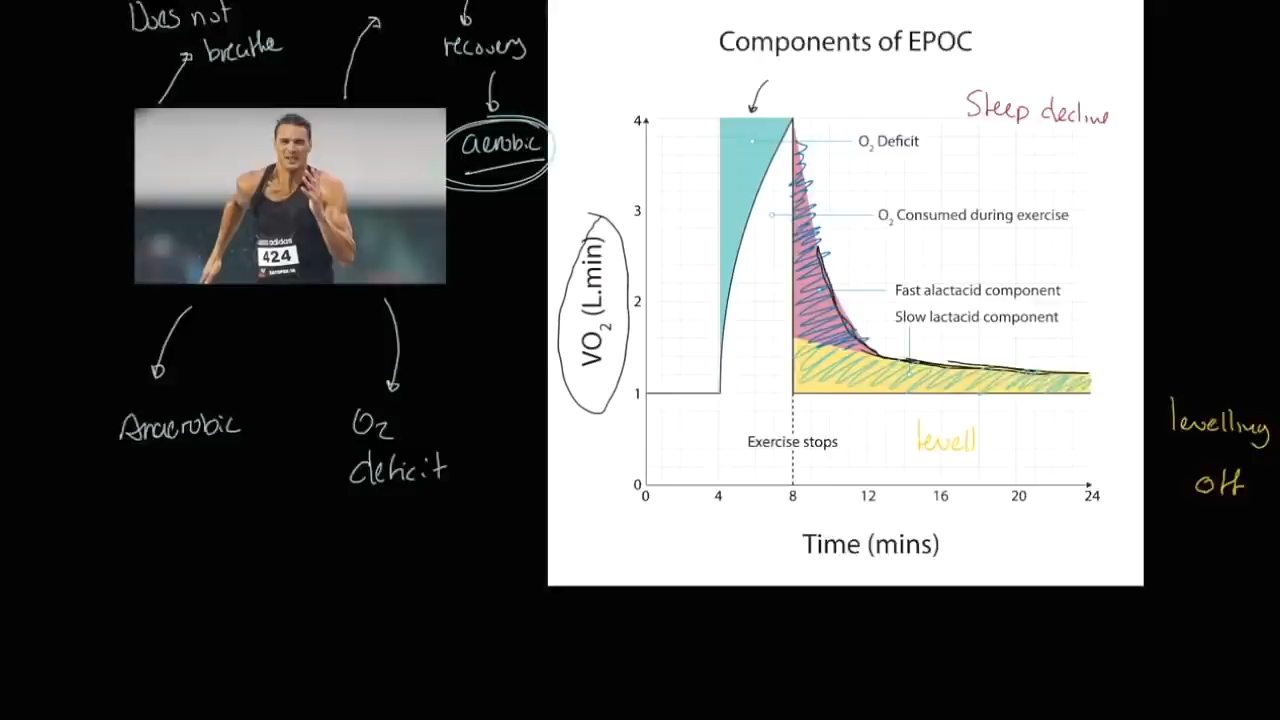 Does not
breathe
recovery
aerobic
adidas
424
Anaerobic
O2
deficit
Components of EPOC
Steep decline
4
O2 Deficit
3
O2 Consumed during exercise
VO2 (L.min)
Fast alactacid component
2
Slow lactacid component
1
Exercise stops
levell
levelling
off
0
0 4 8 12 16 20 24
Time (mins)